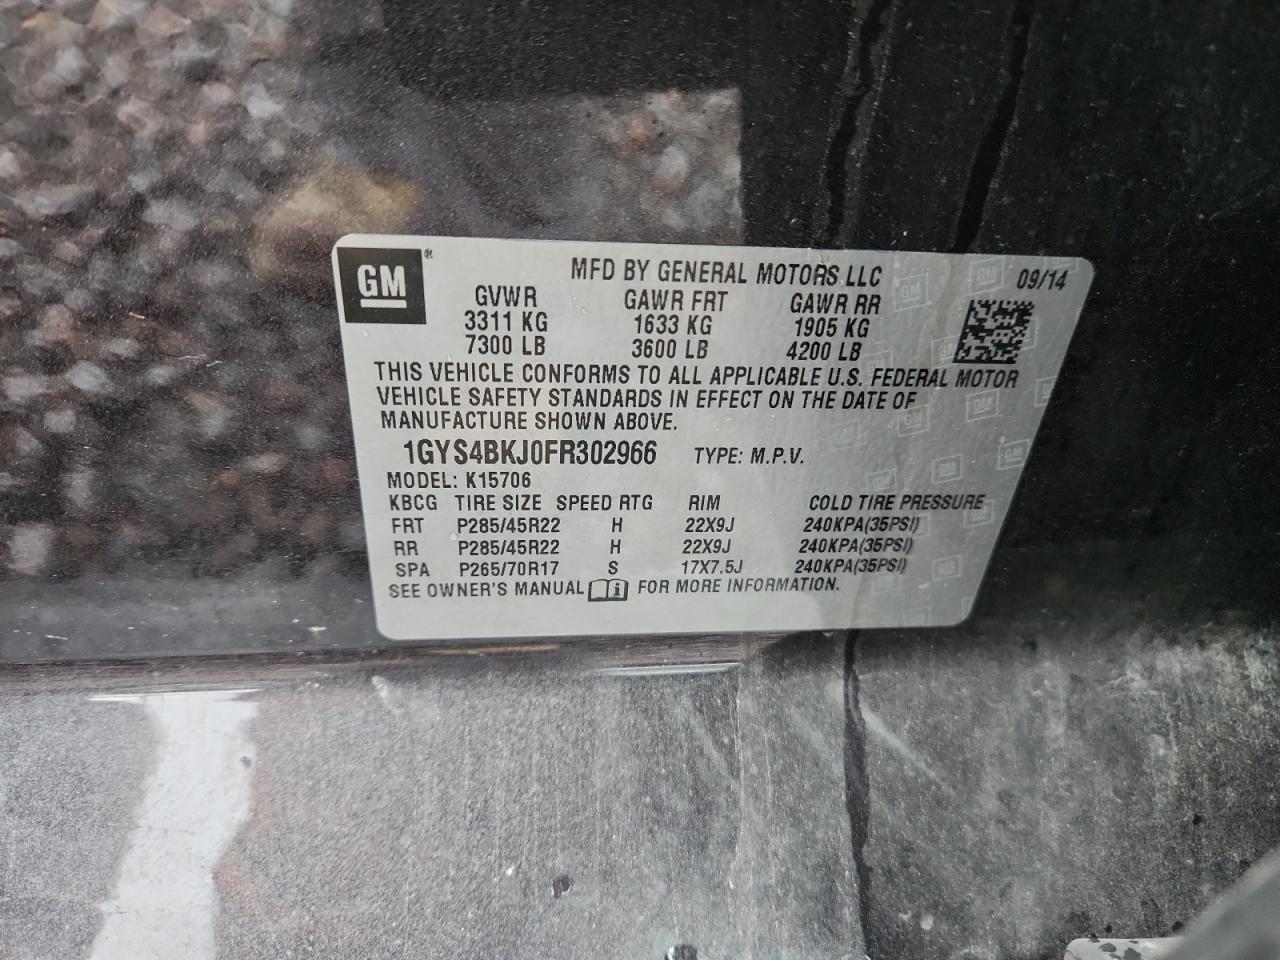 GM ® MFD BY GENERAL MOTORS LLC 09/14
GVWR GAWR FRT GAWR RR
3311 KG 1633 KG 1905 KG
7300 LB 3600 LB 4200 LB
THIS VEHICLE CONFORMS TO ALL APPLICABLE U.S. FEDERAL MOTOR
VEHICLE SAFETY STANDARDS IN EFFECT ON THE DATE OF
MANUFACTURE SHOWN ABOVE.
1GYS4BKJ0FR302966 TYPE: M.P.V.
MODEL: K15706
KBCG TIRE SIZE SPEED RTG RIM COLD TIRE PRESSURE
FRT P285/45R22 H 22X9J 240KPA(35PSI)
RR P285/45R22 H 22X9J 240KPA(35PSI)
SPA P265/70R17 S 17X7.5J 240KPA(35PSI)
SEE OWNER'S MANUAL i FOR MORE INFORMATION.